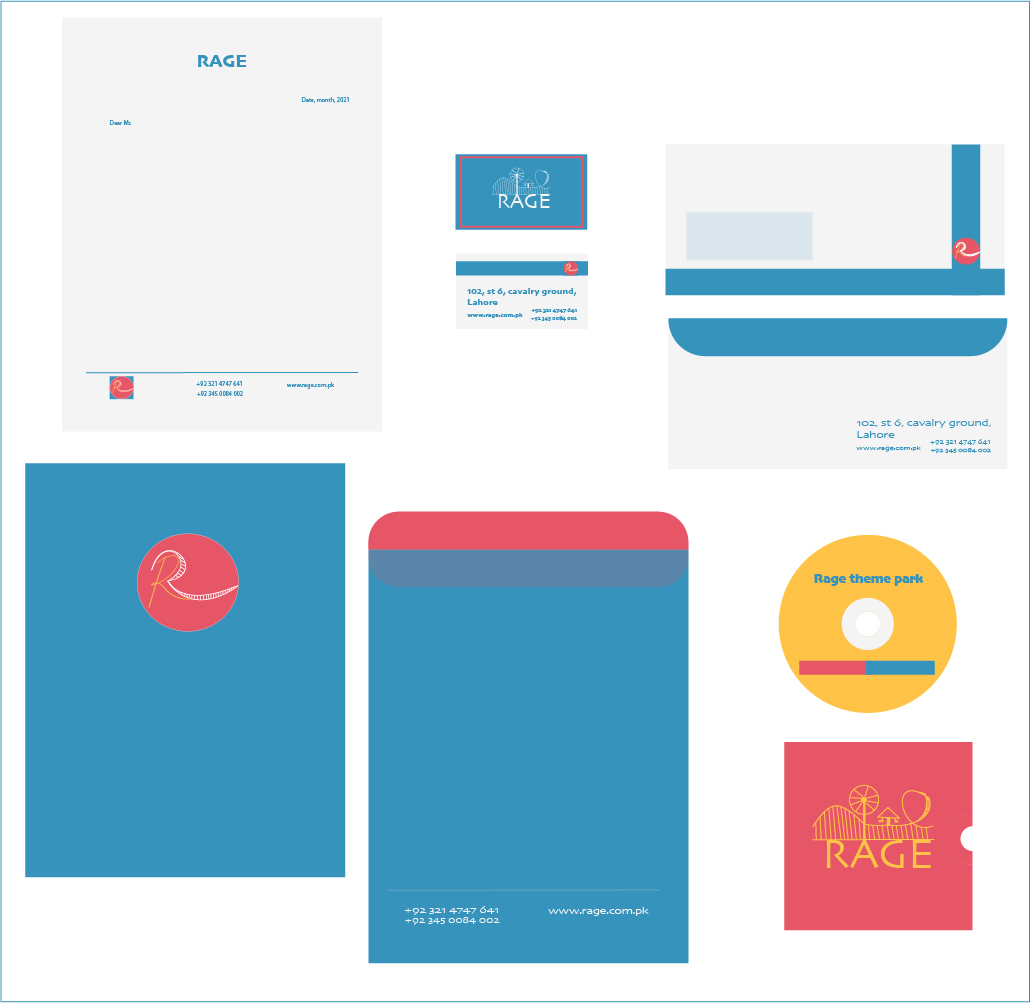 RAGE
Date, month, 2021
Dear Mr.
+92 321 4747 641
+92 345 0084 002
www.rage.com.pk
RAGE
102, st 6, cavalry ground,
Lahore
www.rage.com.pk
+92 321 4747 641
+92 345 0084 002
102, st 6, cavalry ground,
Lahore
www.rage.com.pk
+92 321 4747 641
+92 345 0084 002
R
+92 321 4747 641
+92 345 0084 002
www.rage.com.pk
Rage theme park
RAGE